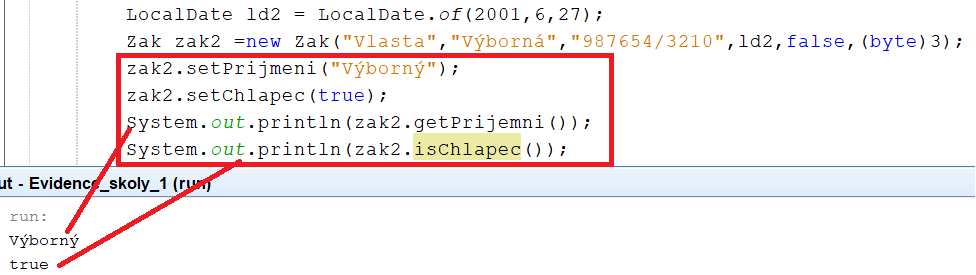 LocalDate ld2 = LocalDate.of(2001,6,27);
Zak zak2 =new Zak("Vlasta","Výborná","987654/3210",ld2,false,(byte)3);
zak2.setPrijmeni("Výborný");
zak2.setChlapec(true);
System.out.println(zak2.getPrijemni());
System.out.println(zak2.isChlapec());
ut - Evidence_skoly_1 (run)
run:
Výborný
true